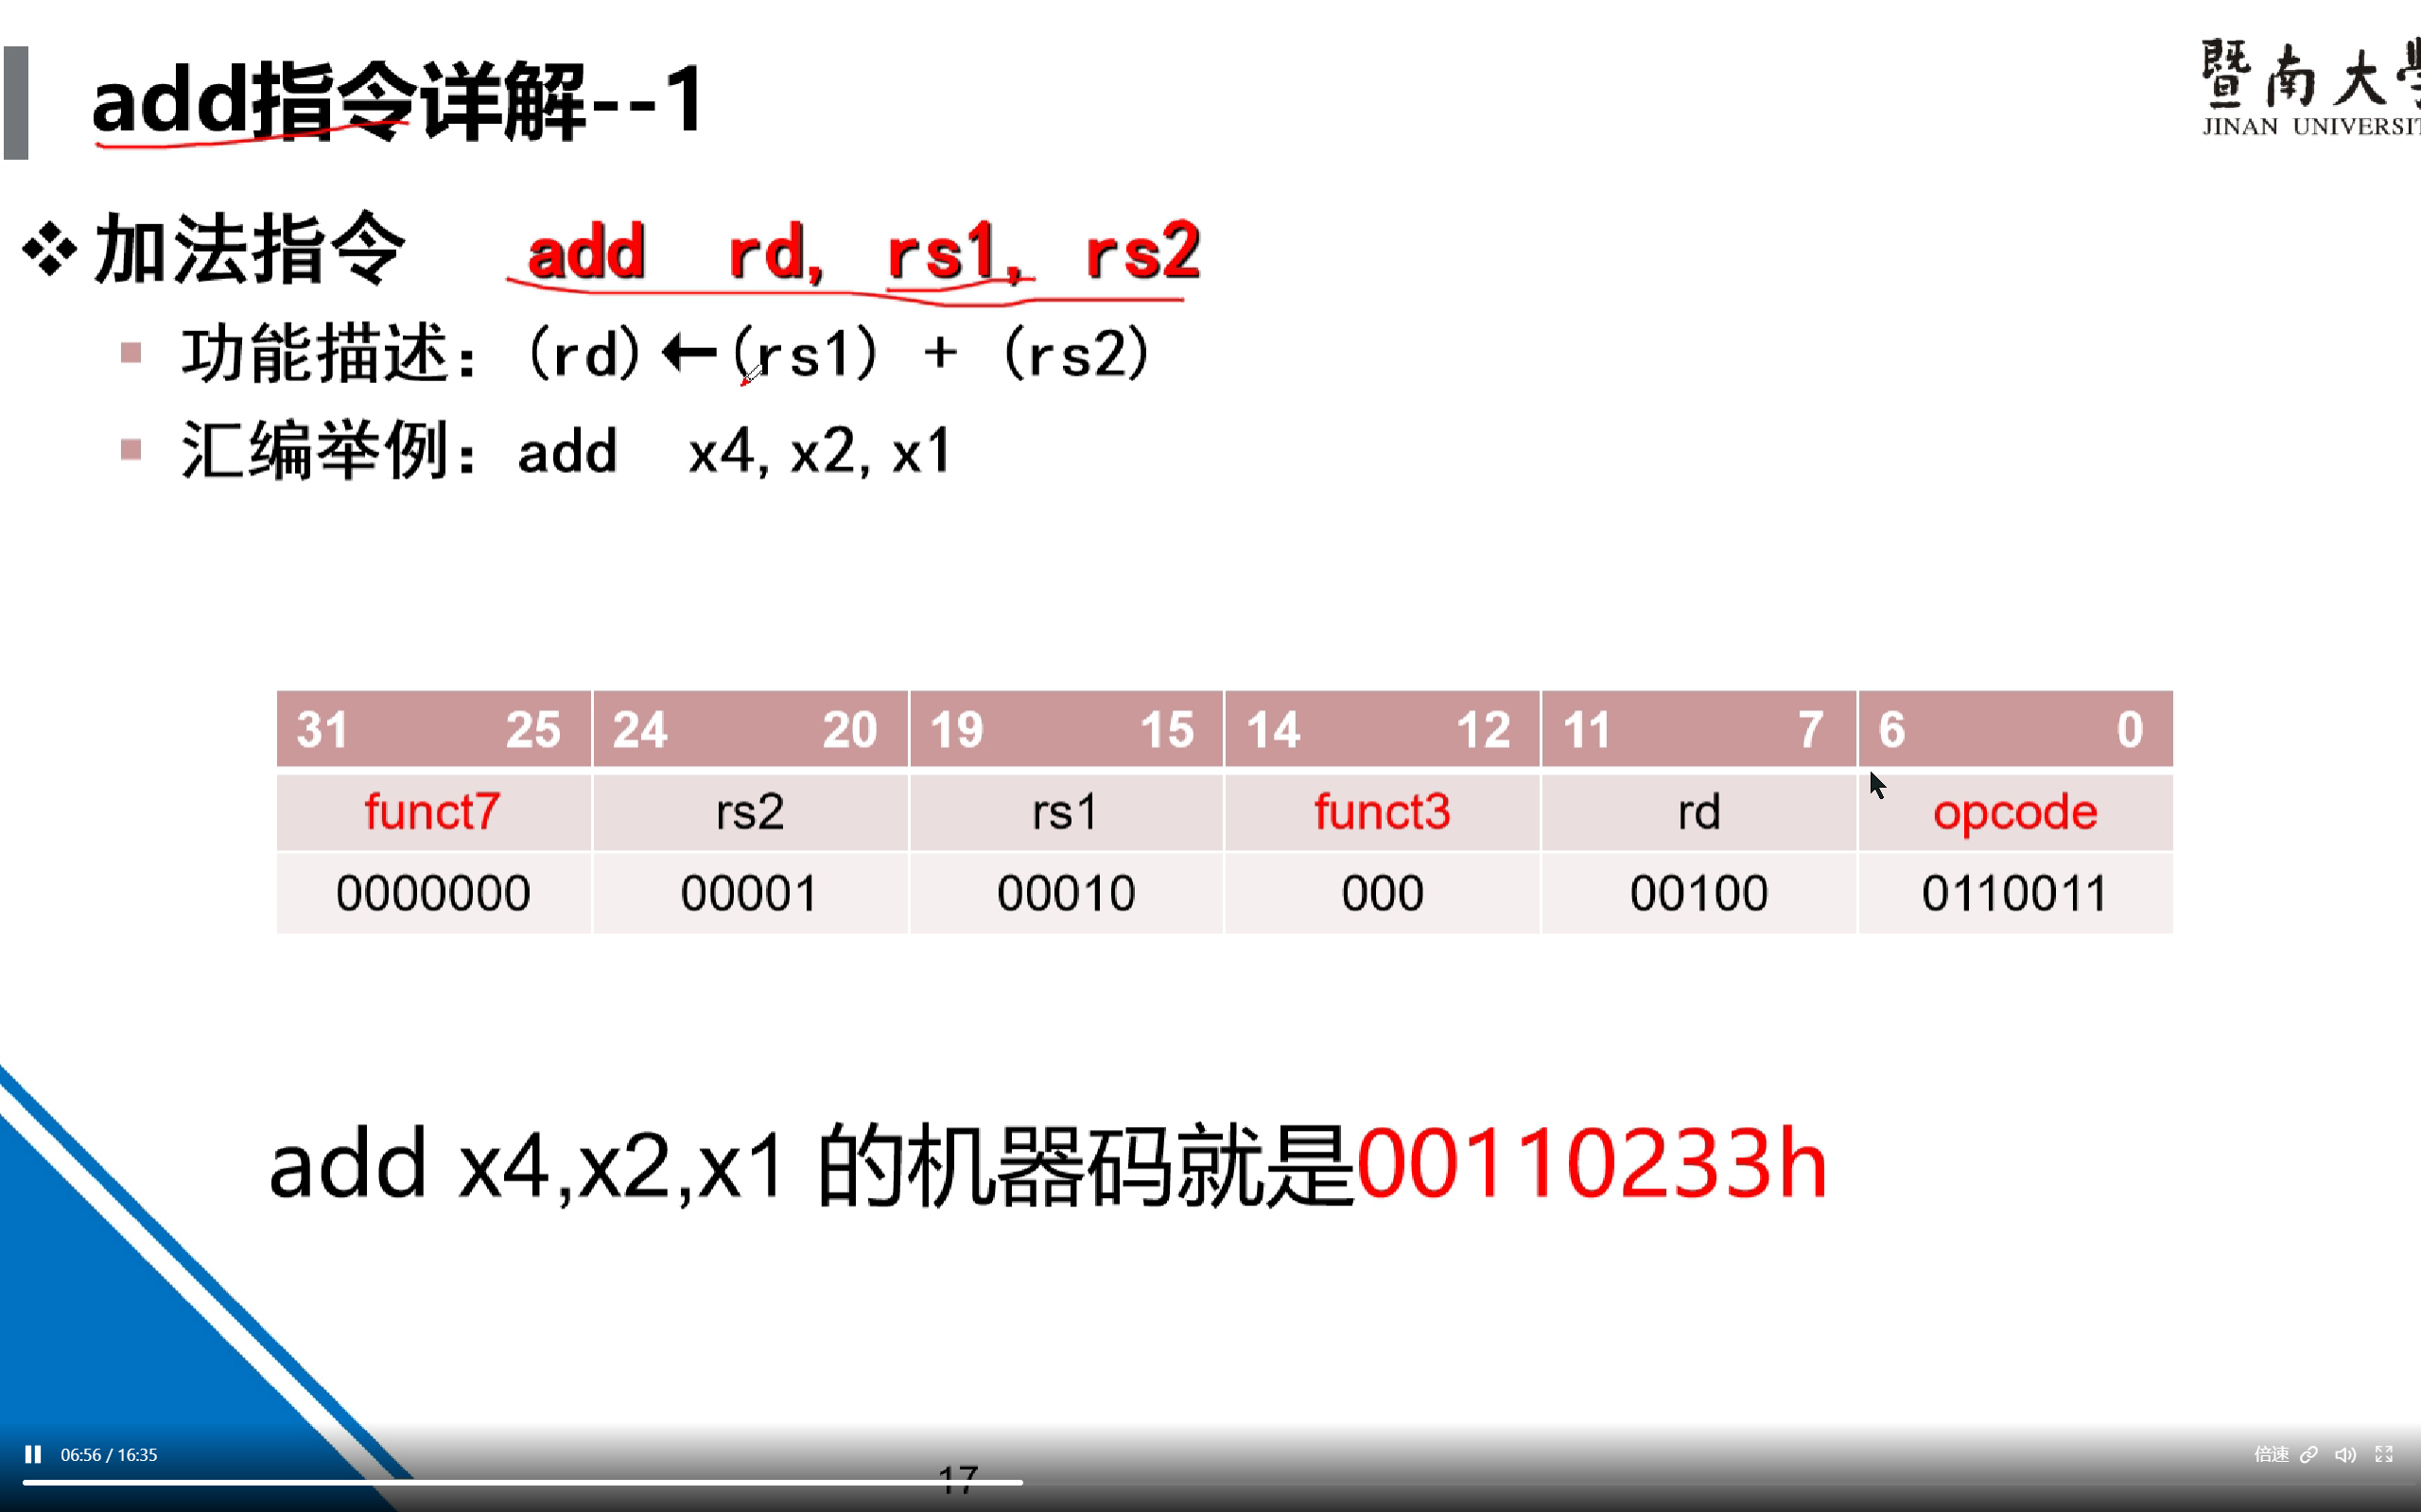 add指令详解--1
暨南大
JINAN UNIVERSIT
加法指令 add rd, rs1, rs2
功能描述：(rd)←(rs1) + (rs2)
汇编举例：add x4, x2, x1
31 25 24 20 19 15 14 12 11 7 6 0
funct7 rs2 rs1 funct3 rd opcode
0000000 00001 00010 000 00100 0110011
add x4,x2,x1 的机器码就是00110233h
06:56 / 16:35
倍速
17